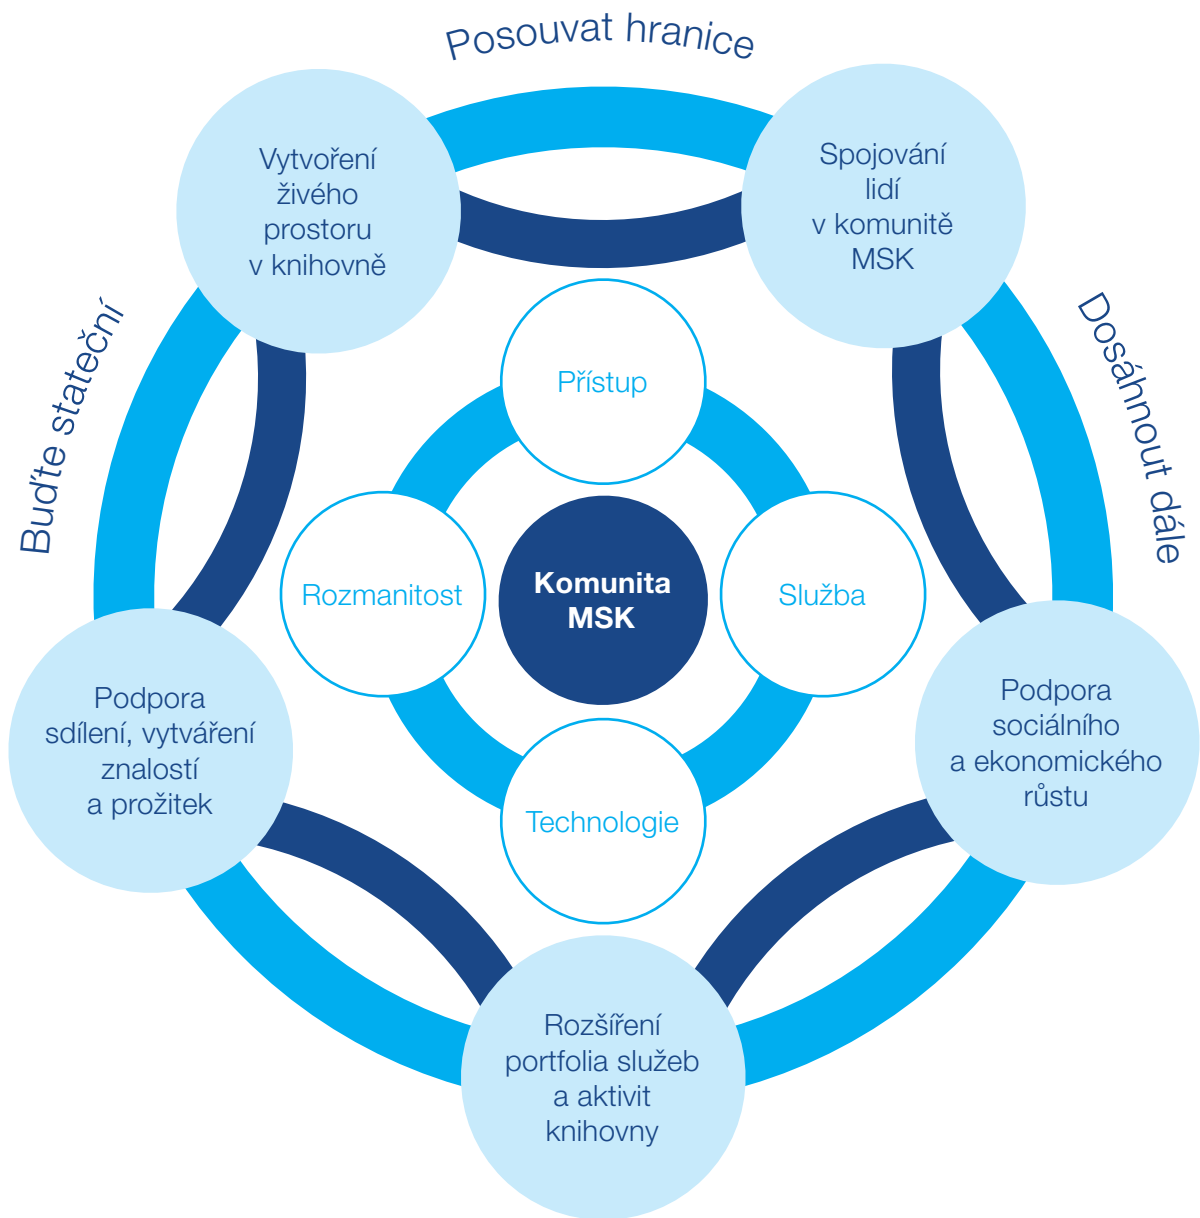 Posouvat hranice
Buďte stateční
Dosáhnout dále
Vytvoření
živého
prostoru
v knihovně
Spojování
lidí
v komunitě
MSK
Přístup
Rozmanitost
Komunita
MSK
Služba
Technologie
Podpora
sdílení, vytváření
znalostí
a prožitek
Podpora
sociálního
a ekonomického
růstu
Rozšíření
portfolia služeb
a aktivit
knihovny